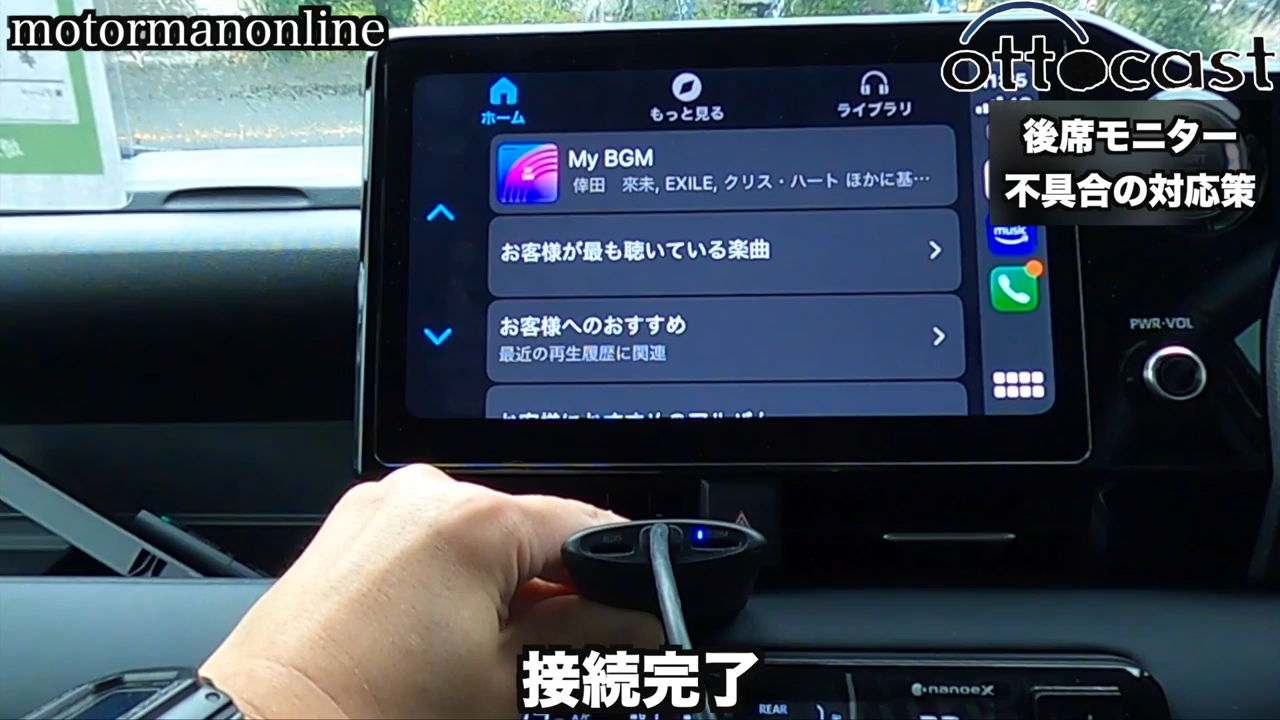 motormanonline
ottocast
後席モニター
不具合の対応策
ホーム
もっと見る
ライブラリ
My BGM
倖田 來未, EXILE, クリス・ハート ほかに基…
お客様が最も聴いている楽曲
お客様へのおすすめ
最近の再生履歴に関連
music
PWR·VOL
接続完了
nanoeX
REAR